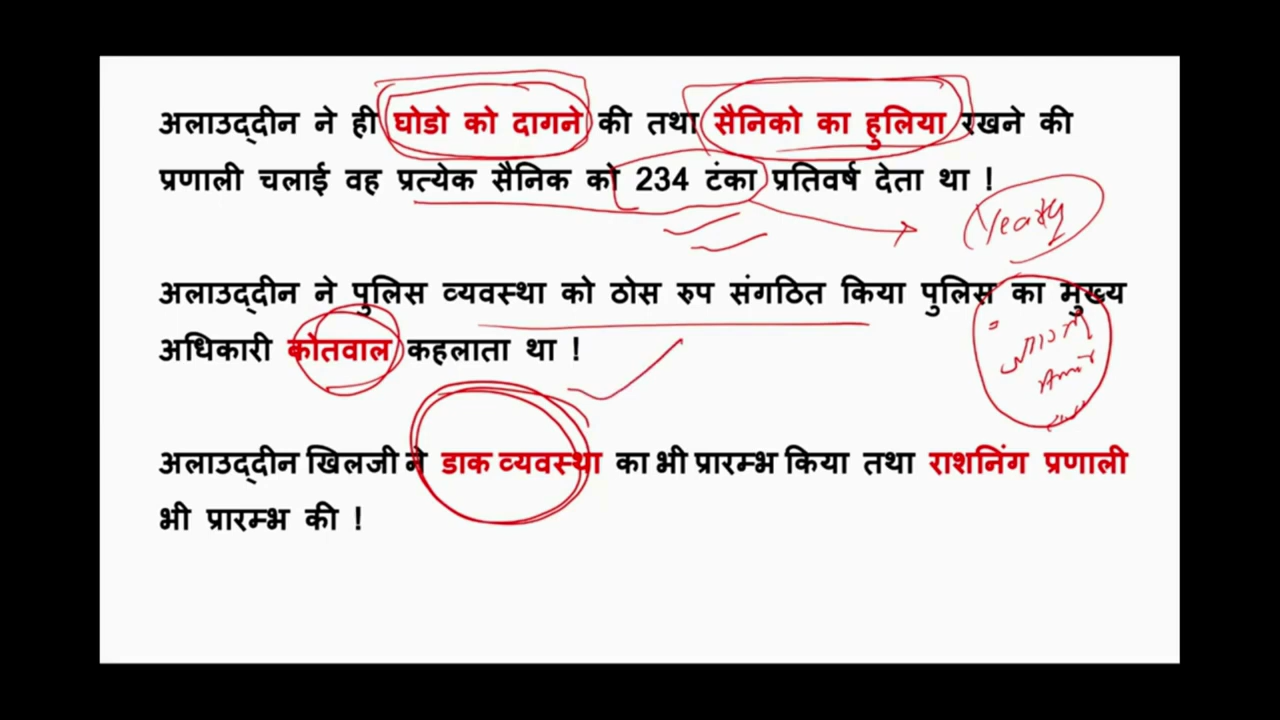 अलाउद्दीन ने ही घोडो को दागने की तथा सैनिको का हुलिया रखने की
प्रणाली चलाई वह प्रत्येक सैनिक को 234 टंका प्रतिवर्ष देता था !
Yearly
अलाउद्दीन ने पुलिस व्यवस्था को ठोस रुप संगठित किया पुलिस का मुख्य
अधिकारी कोतवाल कहलाता था !
अलाउद्दीन खिलजी ने डाक व्यवस्था का भी प्रारम्भ किया तथा राशनिंग प्रणाली
भी प्रारम्भ की !